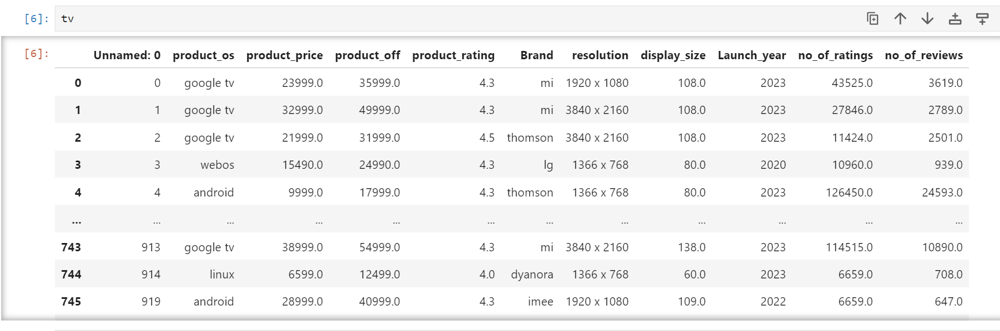 [6]: tv
[6]: Unnamed: 0 product_os product_price product_off product_rating Brand resolution display_size Launch_year no_of_ratings no_of_reviews
0 0 google tv 23999.0 35999.0 4.3 mi 1920 x 1080 108.0 2023 43525.0 3619.0
1 1 google tv 32999.0 49999.0 4.3 mi 3840 x 2160 108.0 2023 27846.0 2789.0
2 2 google tv 21999.0 31999.0 4.5 thomson 3840 x 2160 108.0 2023 11424.0 2501.0
3 3 webos 15490.0 24990.0 4.3 lg 1366 x 768 80.0 2020 10960.0 939.0
4 4 android 9999.0 17999.0 4.3 thomson 1366 x 768 80.0 2023 126450.0 24593.0
... ... ... ... ... ... ... ... ... ... ... ...
743 913 google tv 38999.0 54999.0 4.3 mi 3840 x 2160 138.0 2023 114515.0 10890.0
744 914 linux 6599.0 12499.0 4.0 dyanora 1366 x 768 60.0 2023 6659.0 708.0
745 919 android 28999.0 40999.0 4.3 imee 1920 x 1080 109.0 2022 6659.0 647.0